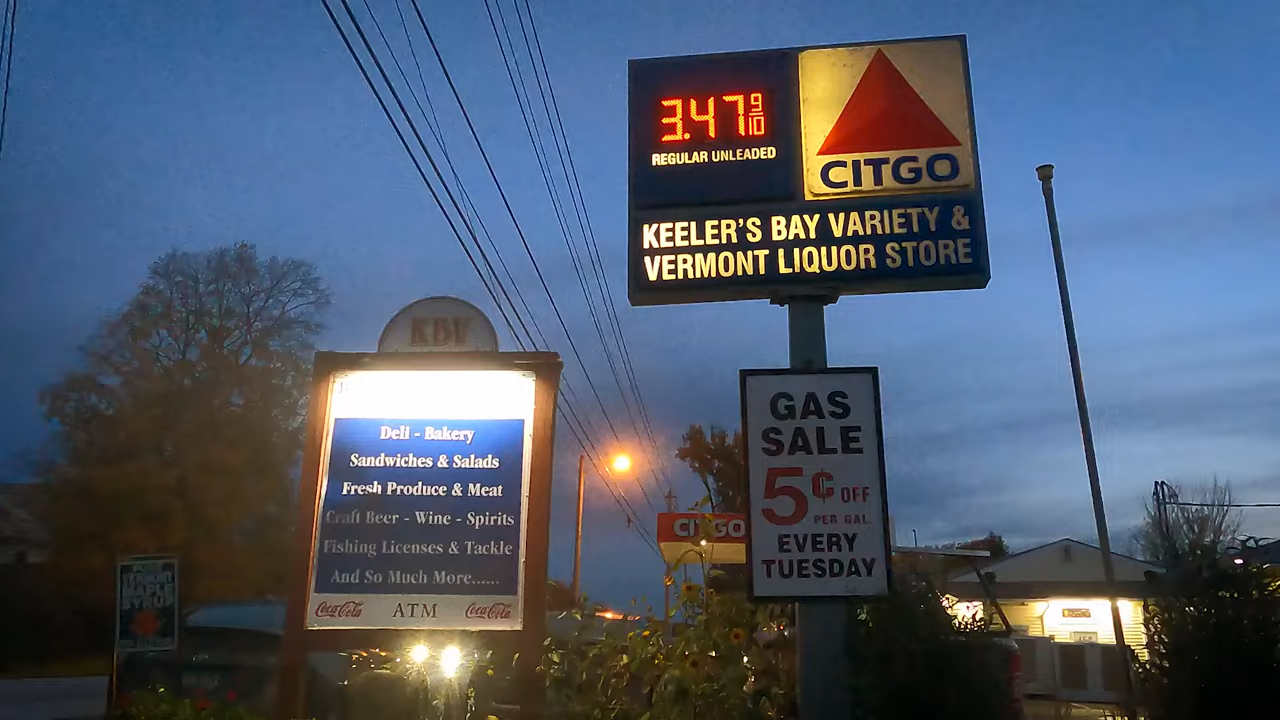 3.47 9/10
REGULAR UNLEADED
CITGO
KEELER'S BAY VARIETY &
VERMONT LIQUOR STORE
KBV
Deli - Bakery
Sandwiches & Salads
Fresh Produce & Meat
Craft Beer - Wine - Spirits
Fishing Licenses & Tackle
And So Much More......
Coca-Cola ATM Coca-Cola
GAS
SALE
5¢ OFF
PER GAL.
EVERY
TUESDAY
CITGO
VERMONT
MAPLE
SYRUP